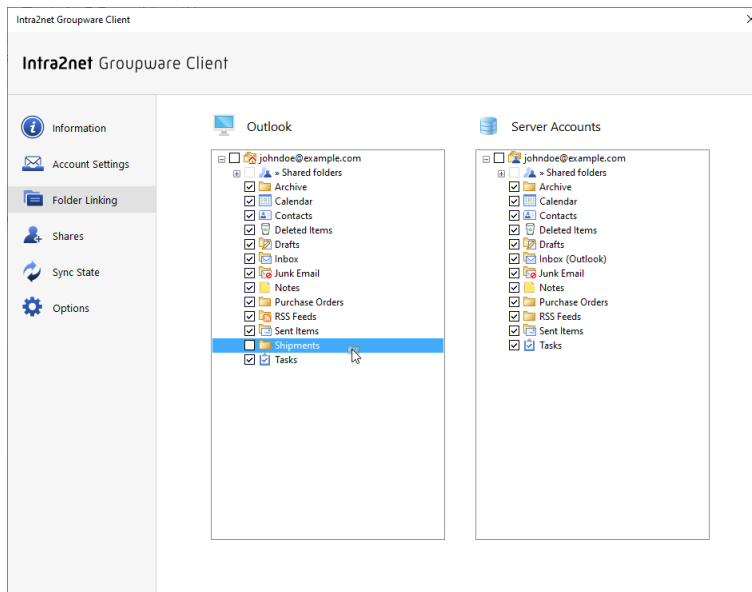 Intra2net Groupware Client
Intra2net Groupware Client
Information
Account Settings
Folder Linking
Shares
Sync State
Options
Outlook
johndoe@example.com
» Shared folders
Archive
Calendar
Contacts
Deleted Items
Drafts
Inbox
Junk Email
Notes
Purchase Orders
RSS Feeds
Sent Items
Shipments
Tasks
Server Accounts
johndoe@example.com
» Shared folders
Archive
Calendar
Contacts
Deleted Items
Drafts
Inbox (Outlook)
Junk Email
Notes
Purchase Orders
RSS Feeds
Sent Items
Tasks